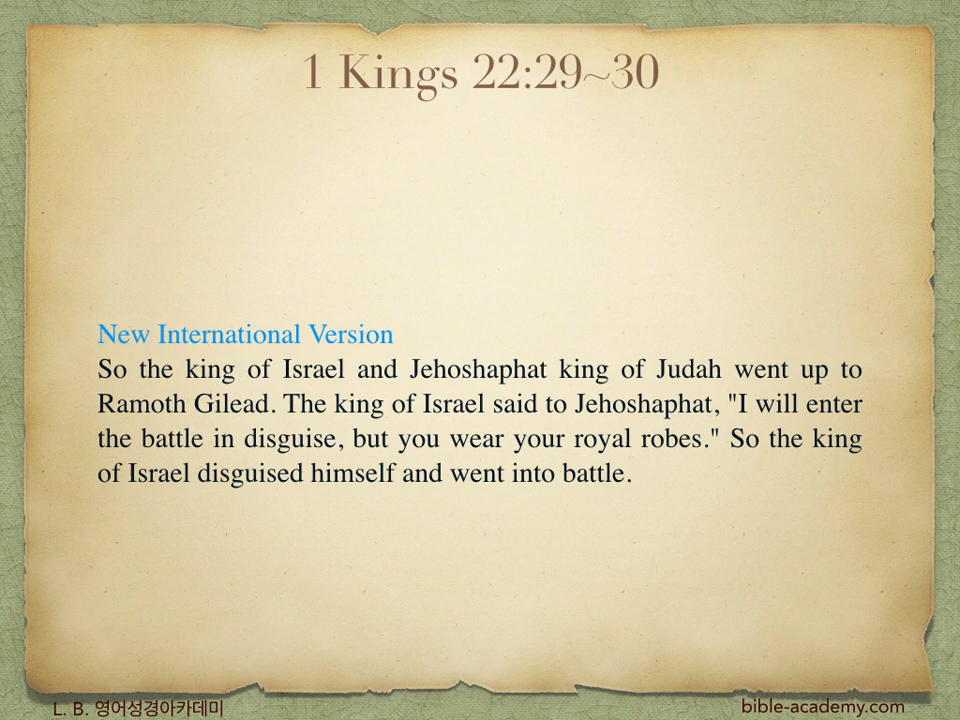 1 Kings 22:29~30
New International Version
So the king of Israel and Jehoshaphat king of Judah went up to
Ramoth Gilead. The king of Israel said to Jehoshaphat, "I will enter
the battle in disguise, but you wear your royal robes." So the king
of Israel disguised himself and went into battle.
L. B. 영어성경아카데미
bible-academy.com